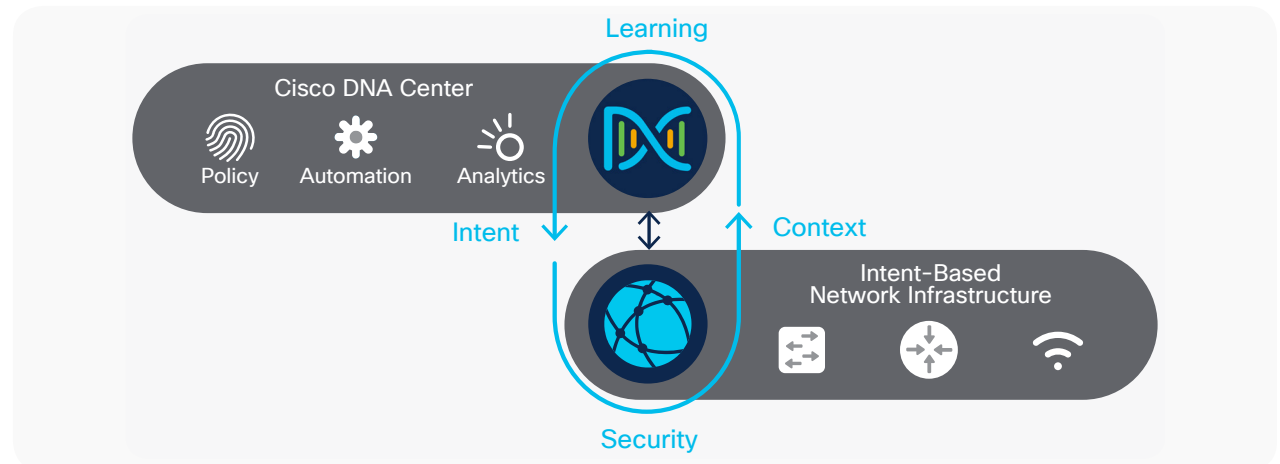 Learning
Cisco DNA Center
Policy
Automation
Analytics
Intent
Context
Intent-Based
Network Infrastructure
Security